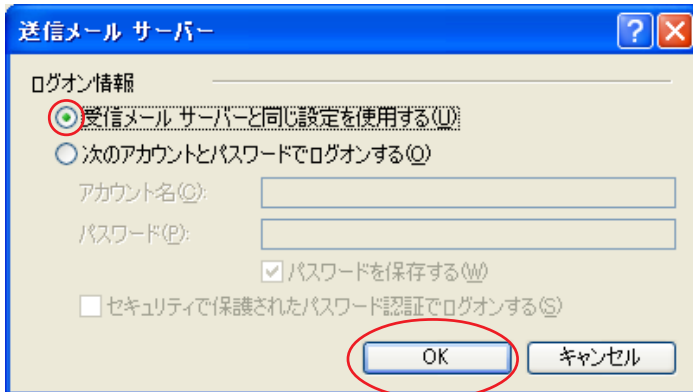 送信メール サーバー
ログオン情報
受信メール サーバーと同じ設定を使用する(U)
次のアカウントとパスワードでログオンする(O)
アカウント名(C):
パスワード(P):
パスワードを保存する(W)
セキュリティで保護されたパスワード認証でログオンする(S)
OK キャンセル